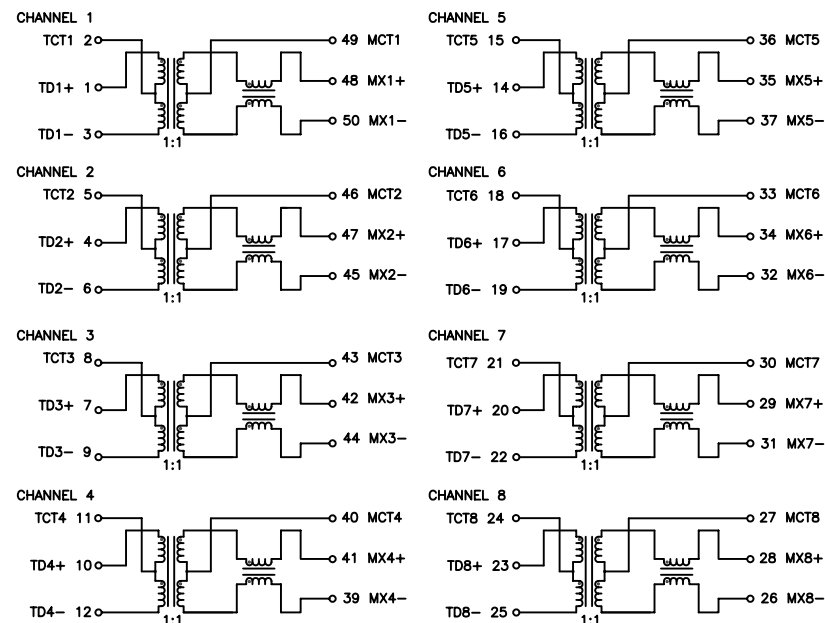 CHANNEL 1
TCT1 2
49 MCT1
TD1+ 1
48 MX1+
TD1- 3
50 MX1-
1:1
CHANNEL 2
TCT2 5
46 MCT2
TD2+ 4
47 MX2+
TD2- 6
45 MX2-
1:1
CHANNEL 3
TCT3 8
43 MCT3
TD3+ 7
42 MX3+
TD3- 9
44 MX3-
1:1
CHANNEL 4
TCT4 11
40 MCT4
TD4+ 10
41 MX4+
TD4- 12
39 MX4-
1:1
CHANNEL 5
TCT5 15
36 MCT5
TD5+ 14
35 MX5+
TD5- 16
37 MX5-
1:1
CHANNEL 6
TCT6 18
33 MCT6
TD6+ 17
34 MX6+
TD6- 19
32 MX6-
1:1
CHANNEL 7
TCT7 21
30 MCT7
TD7+ 20
29 MX7+
TD7- 22
31 MX7-
1:1
CHANNEL 8
TCT8 24
27 MCT8
TD8+ 23
28 MX8+
TD8- 25
26 MX8-
1:1